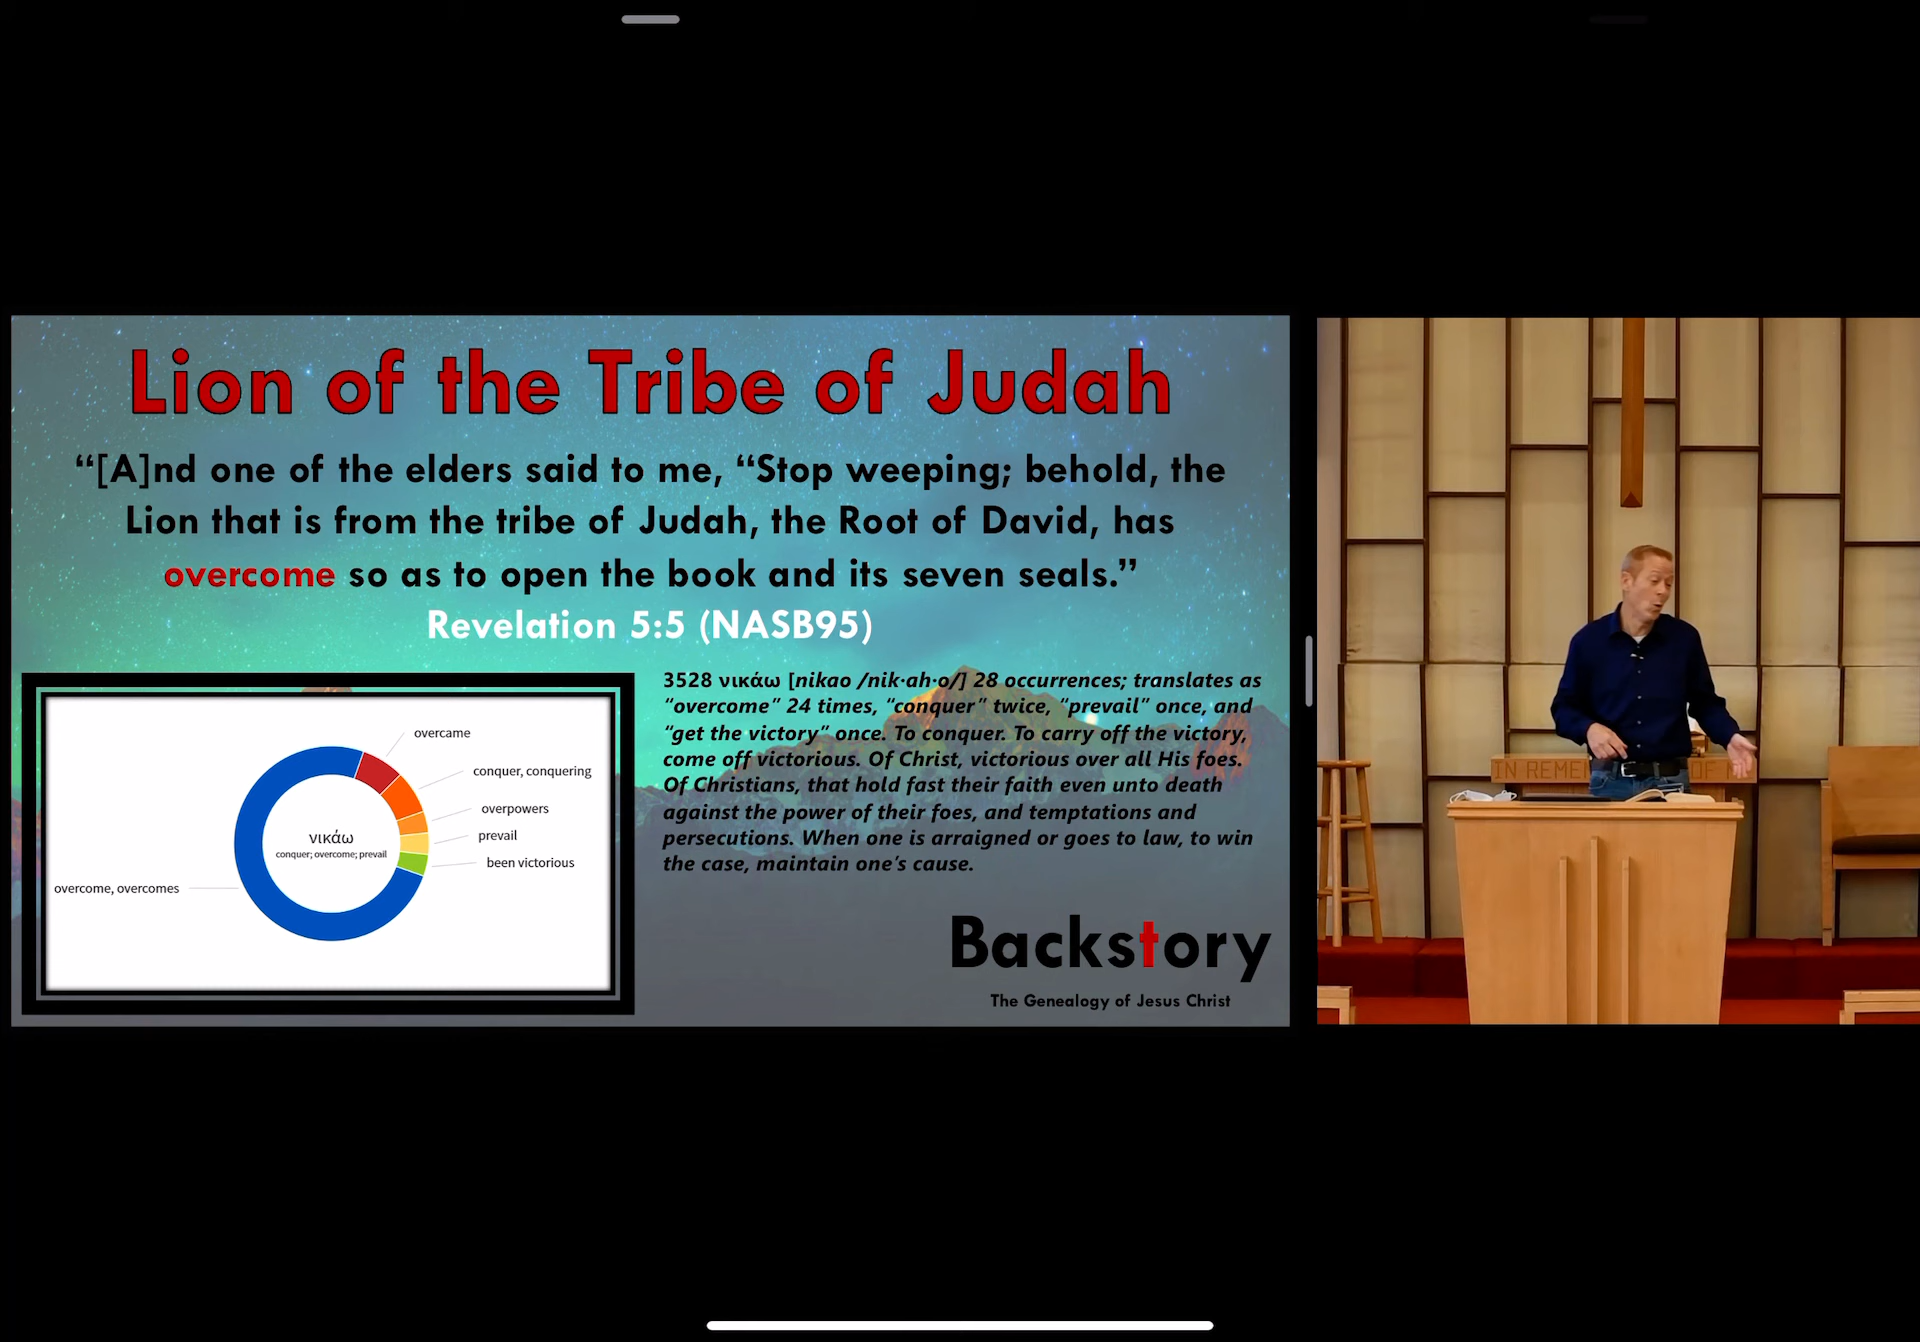 Lion of the Tribe of Judah
“[A]nd one of the elders said to me, “Stop weeping; behold, the
Lion that is from the tribe of Judah, the Root of David, has
overcome so as to open the book and its seven seals.”
Revelation 5:5 (NASB95)
overcame
conquer, conquering
overpowers
prevail
been victorious
overcome, overcomes
νικάω
conquer; overcome; prevail
3528 νικάω [nikao /nik·ah·o/] 28 occurrences; translates as
“overcome” 24 times, “conquer” twice, “prevail” once, and
“get the victory” once. To conquer. To carry off the victory,
come off victorious. Of Christ, victorious over all His foes.
Of Christians, that hold fast their faith even unto death
against the power of their foes, and temptations and
persecutions. When one is arraigned or goes to law, to win
the case, maintain one’s cause.
Backstory
The Genealogy of Jesus Christ
IN REME OF